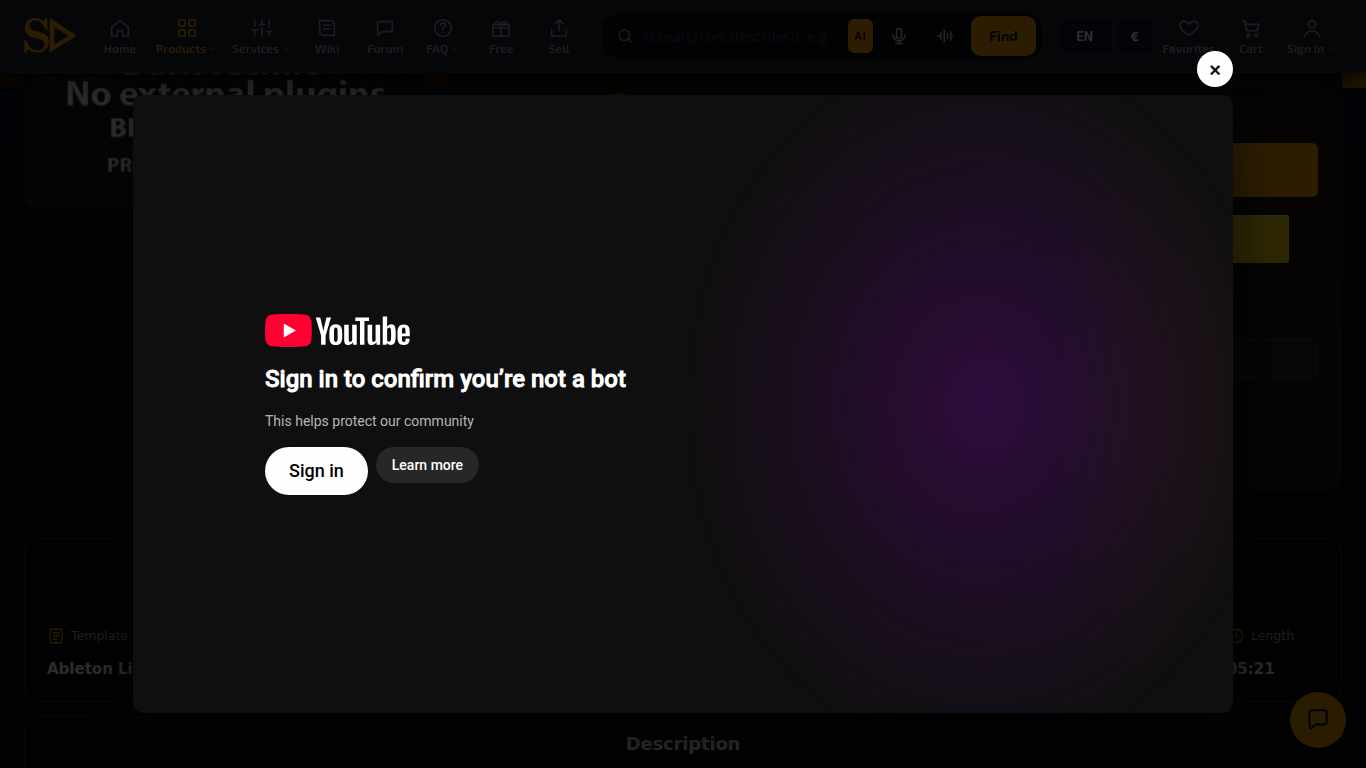 Home
Products
Services
Wiki
Forum
FAQ
Free
Sell
AI
Find
EN
€
Favorites
Cart
Sign in
No external plugins
×
YouTube
Sign in to confirm you’re not a bot
This helps protect our community
Sign in
Learn more
Template
Length
Ableton Li
05:21
Description